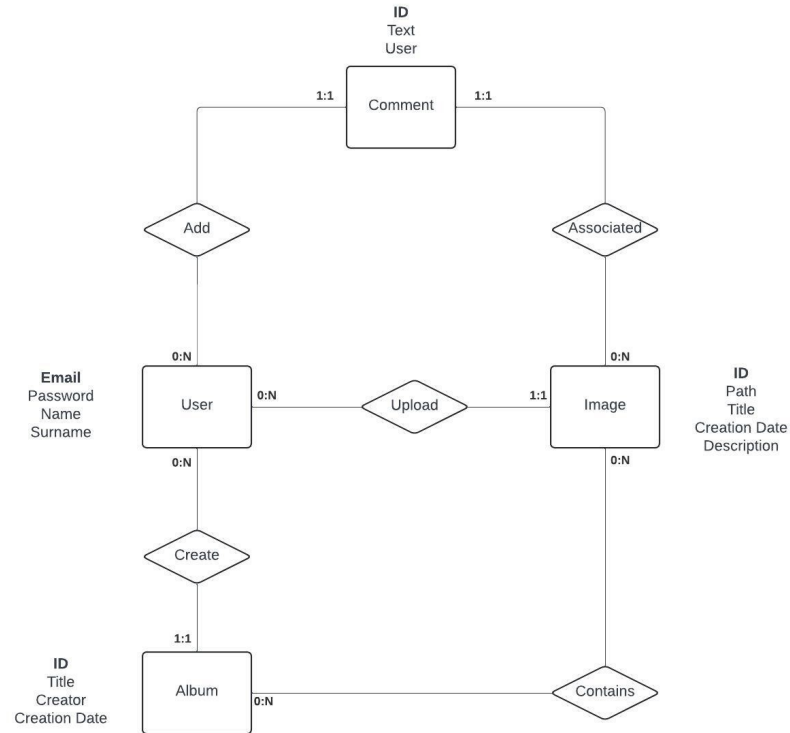 ID
Text
User
1:1
1:1
Comment
Add
Associated
0:N
0:N
Email
Password
Name
Surname
User
0:N
Upload
1:1
Image
ID
Path
Title
Creation Date
Description
0:N
0:N
Create
1:1
ID
Title
Creator
Creation Date
Album
0:N
Contains